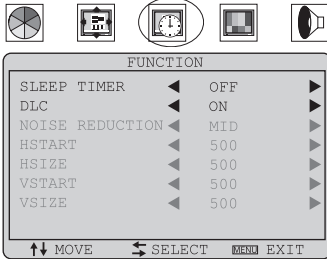 FUNCTION
SLEEP TIMER OFF
DLC ON
NOISE REDUCTION MID
HSTART 500
HSIZE 500
VSTART 500
VSIZE 500
MOVE SELECT MENU EXIT